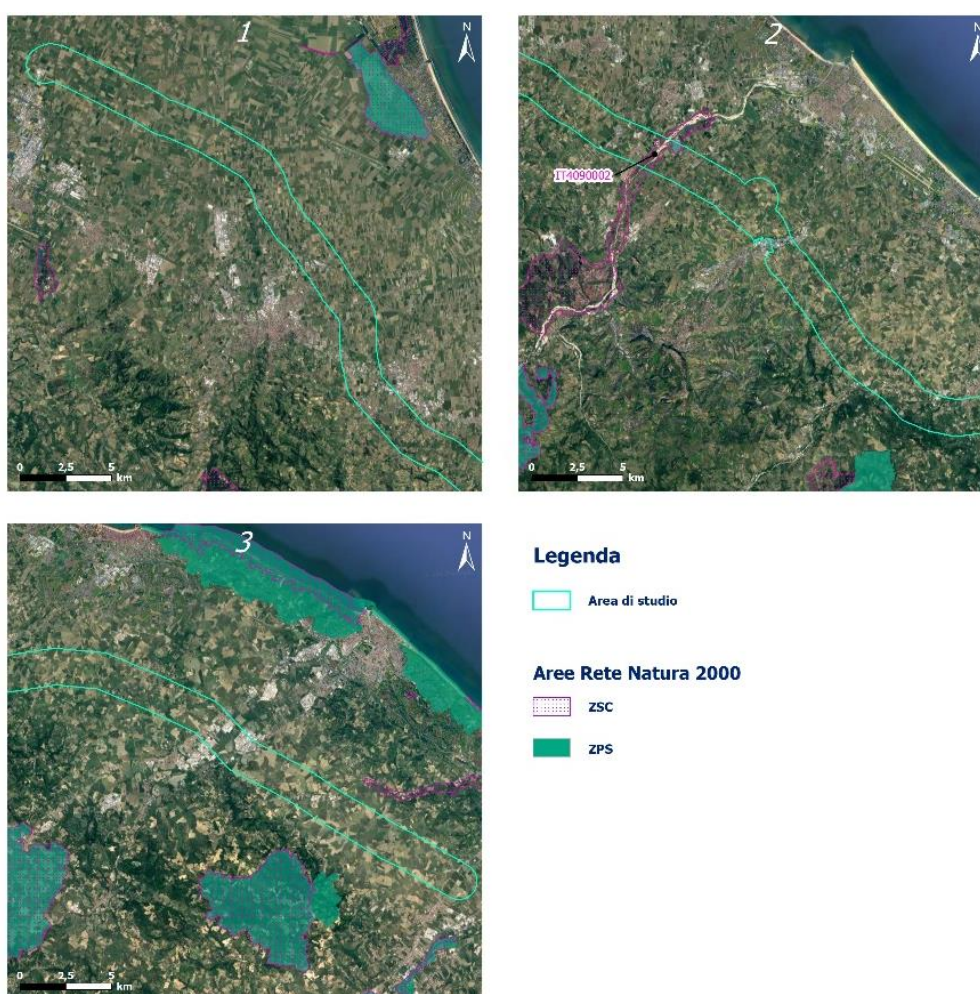 1
N
0 2,5 5
km
2
N
IT4090002
0 2,5 5
km
3
N
0 2,5 5
km
Legenda
Area di studio
Aree Rete Natura 2000
ZSC
ZPS